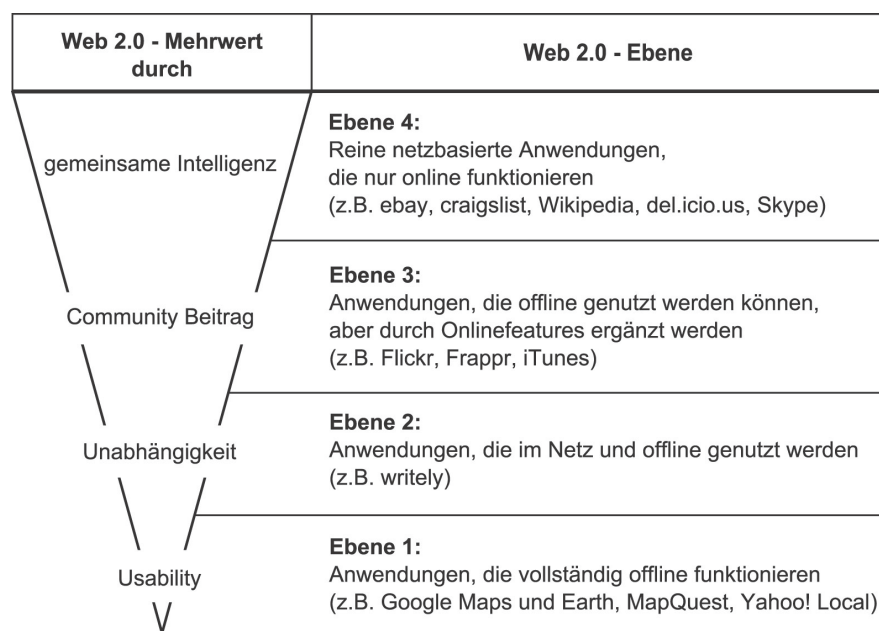 Web 2.0 - Mehrwert
durch
Web 2.0 - Ebene
gemeinsame Intelligenz
Ebene 4:
Reine netzbasierte Anwendungen,
die nur online funktionieren
(z.B. ebay, craigslist, Wikipedia, del.icio.us, Skype)
Community Beitrag
Ebene 3:
Anwendungen, die offline genutzt werden können,
aber durch Onlinefeatures ergänzt werden
(z.B. Flickr, Frappr, iTunes)
Unabhängigkeit
Ebene 2:
Anwendungen, die im Netz und offline genutzt werden
(z.B. writely)
Usability
Ebene 1:
Anwendungen, die vollständig offline funktionieren
(z.B. Google Maps und Earth, MapQuest, Yahoo! Local)